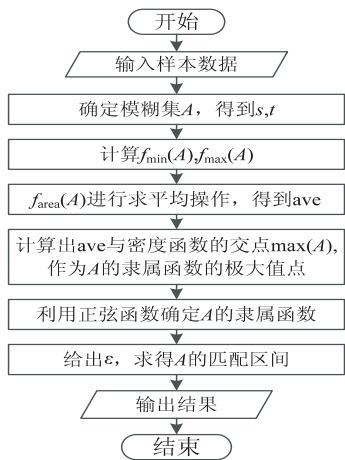 开始
输入样本数据
确定模糊集A，得到s,t
计算fmin(A),fmax(A)
farea(A)进行求平均操作，得到ave
计算出ave与密度函数的交点max(A),
作为A的隶属函数的极大值点
利用正弦函数确定A的隶属函数
给出ε，求得A的匹配区间
输出结果
结束